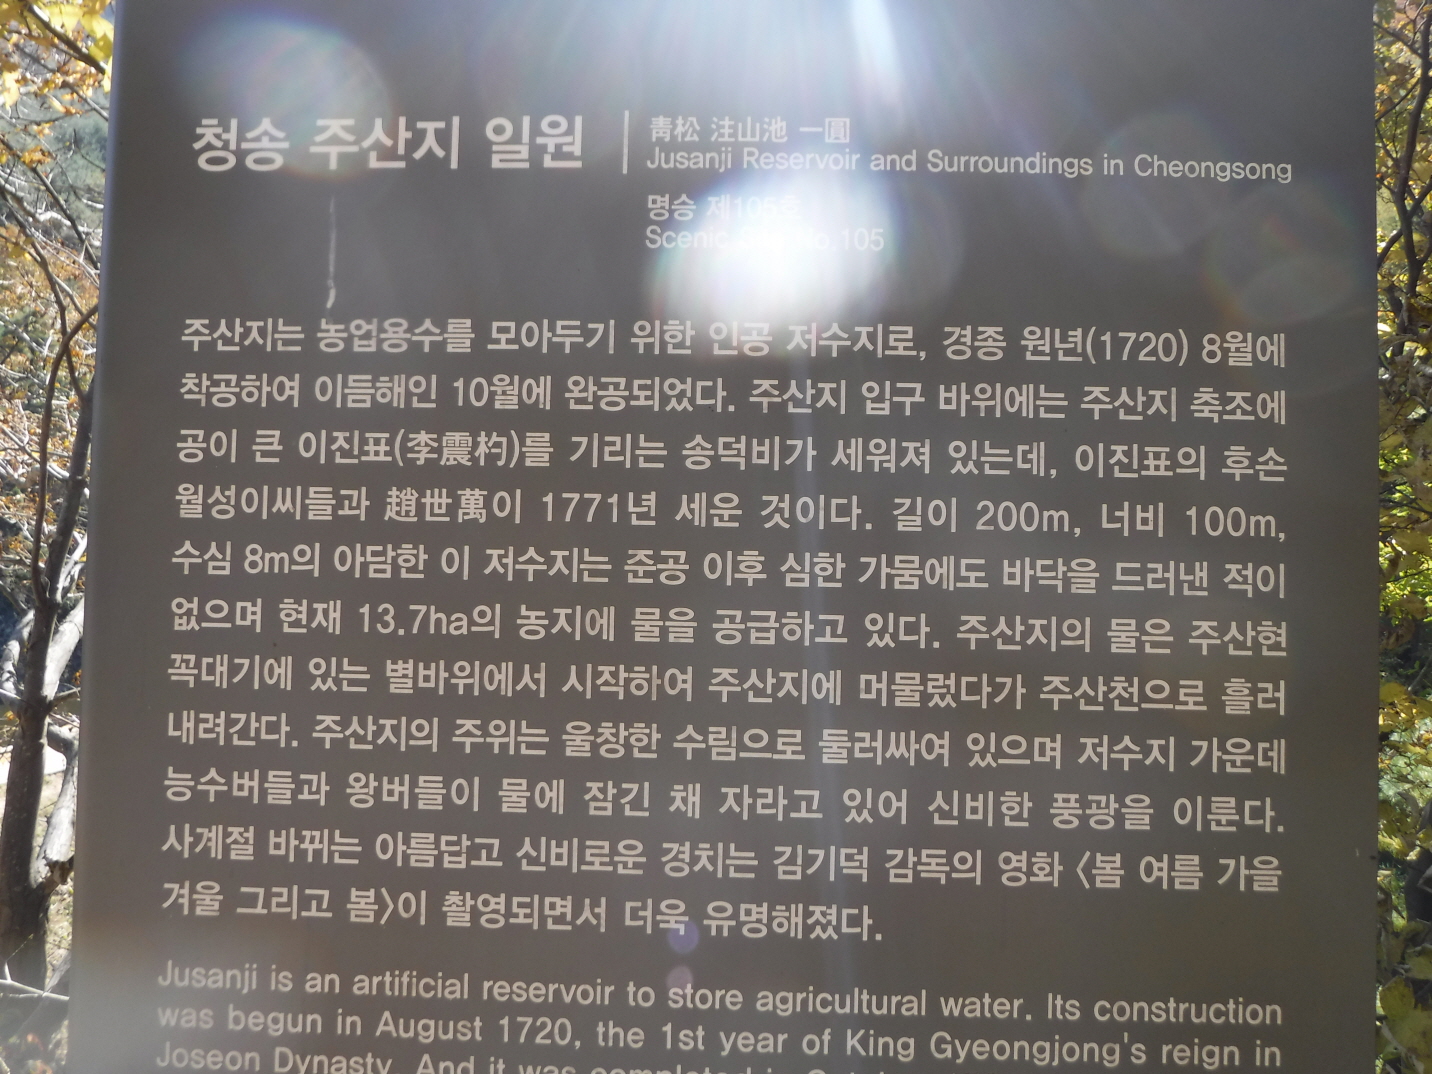 청송 주산지 일원
靑松 注山池 一圓
Jusanji Reservoir and Surroundings in Cheongsong
명승 제105호
Scenic No.105
주산지는 농업용수를 모아두기 위한 인공 저수지로, 경종 원년(1720) 8월에
착공하여 이듬해인 10월에 완공되었다. 주산지 입구 바위에는 주산지 축조에
공이 큰 이진표(李震杓)를 기리는 송덕비가 세워져 있는데, 이진표의 후손
월성이씨들과 趙世萬이 1771년 세운 것이다. 길이 200m, 너비 100m,
수심 8m의 아담한 이 저수지는 준공 이후 심한 가뭄에도 바닥을 드러낸 적이
없으며 현재 13.7ha의 농지에 물을 공급하고 있다. 주산지의 물은 주산현
꼭대기에 있는 별바위에서 시작하여 주산지에 머물렀다가 주산천으로 흘러
내려간다. 주산지의 주위는 울창한 수림으로 둘러싸여 있으며 저수지 가운데
능수버들과 왕버들이 물에 잠긴 채 자라고 있어 신비한 풍광을 이룬다.
사계절 바뀌는 아름답고 신비로운 경치는 김기덕 감독의 영화 〈봄 여름 가을
겨울 그리고 봄〉이 촬영되면서 더욱 유명해졌다.
Jusanji is an artificial reservoir to store agricultural water. Its construction
was begun in August 1720, the 1st year of King Gyeongjong's reign in
Joseon Dynasty. And it was completed